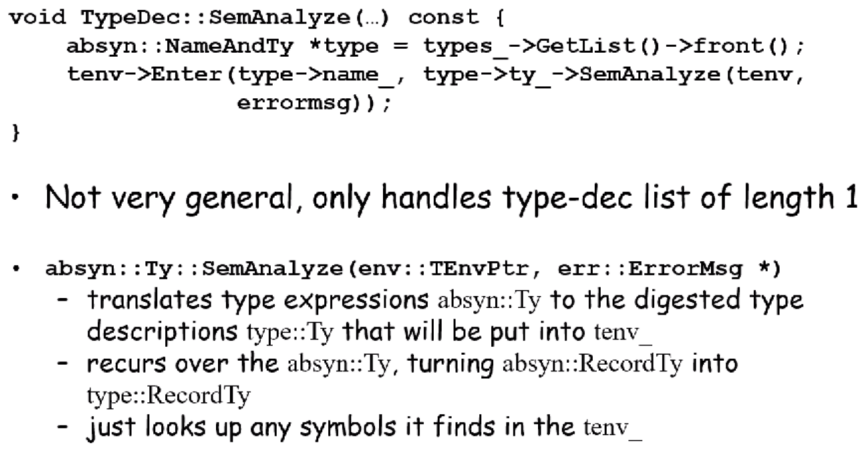 void TypeDec::SemAnalyze(…) const {
absyn::NameAndTy *type = types_->GetList()->front();
tenv->Enter(type->name_, type->ty_->SemAnalyze(tenv,
errormsg));
}
• Not very general, only handles type-dec list of length 1
• absyn::Ty::SemAnalyze(env::TEnvPtr, err::ErrorMsg *)
– translates type expressions absyn::Ty to the digested type
descriptions type::Ty that will be put into tenv_
– recurs over the absyn::Ty, turning absyn::RecordTy into
type::RecordTy
– just looks up any symbols it finds in the tenv_